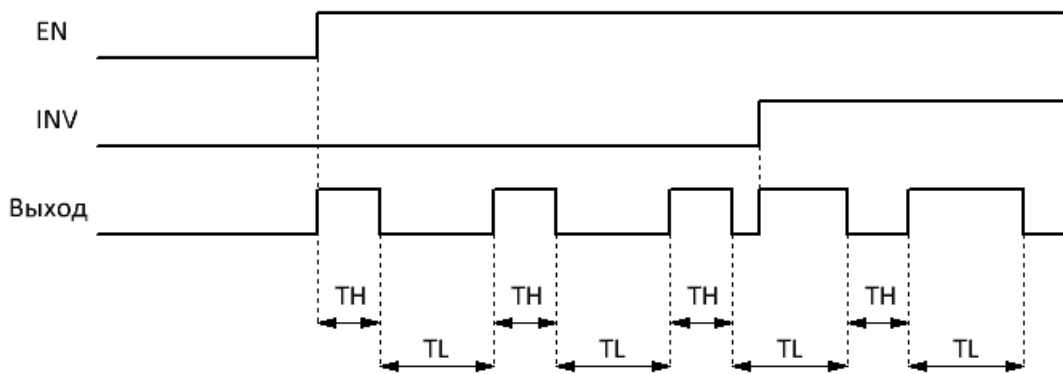 EN
INV
Выход
TH TH TH TH
TL TL TL TL